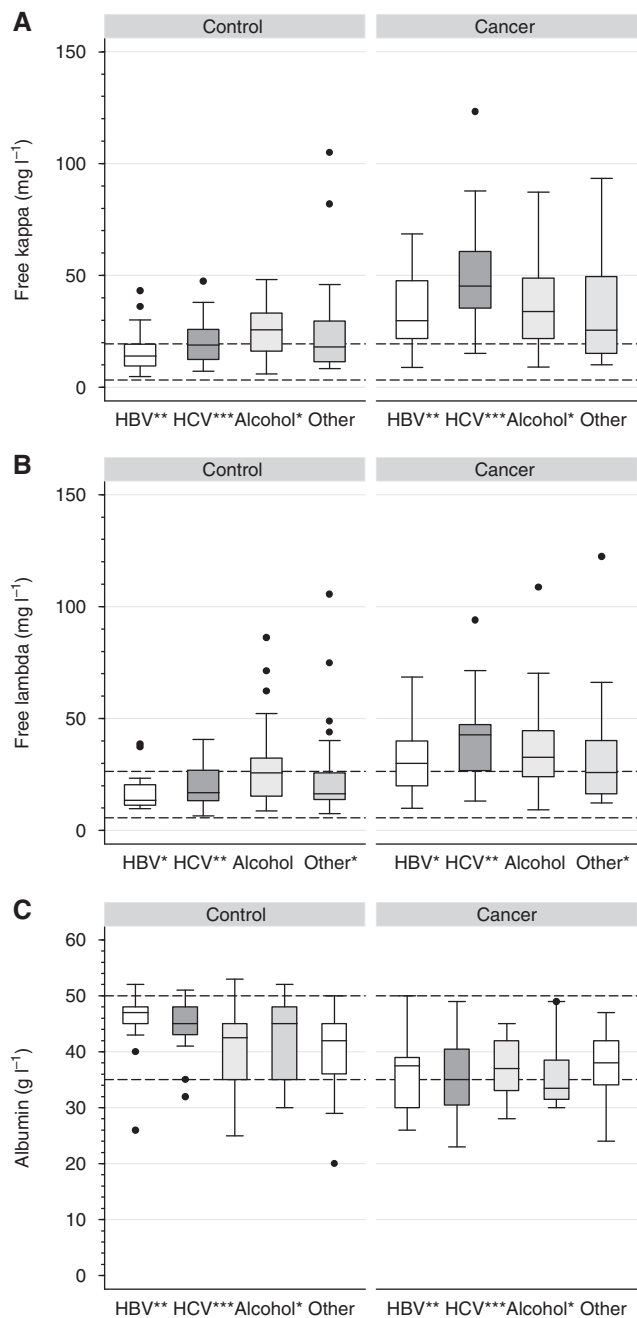 A
Control Cancer
Free kappa (mg l⁻¹)
150
100
50
0
HBV** HCV***Alcohol* Other HBV** HCV***Alcohol* Other
B
Control Cancer
Free lambda (mg l⁻¹)
150
100
50
0
HBV* HCV** Alcohol Other* HBV* HCV** Alcohol Other*
C
Control Cancer
Albumin (g l⁻¹)
60
50
40
30
20
10
0
HBV** HCV***Alcohol* Other HBV** HCV***Alcohol* Other